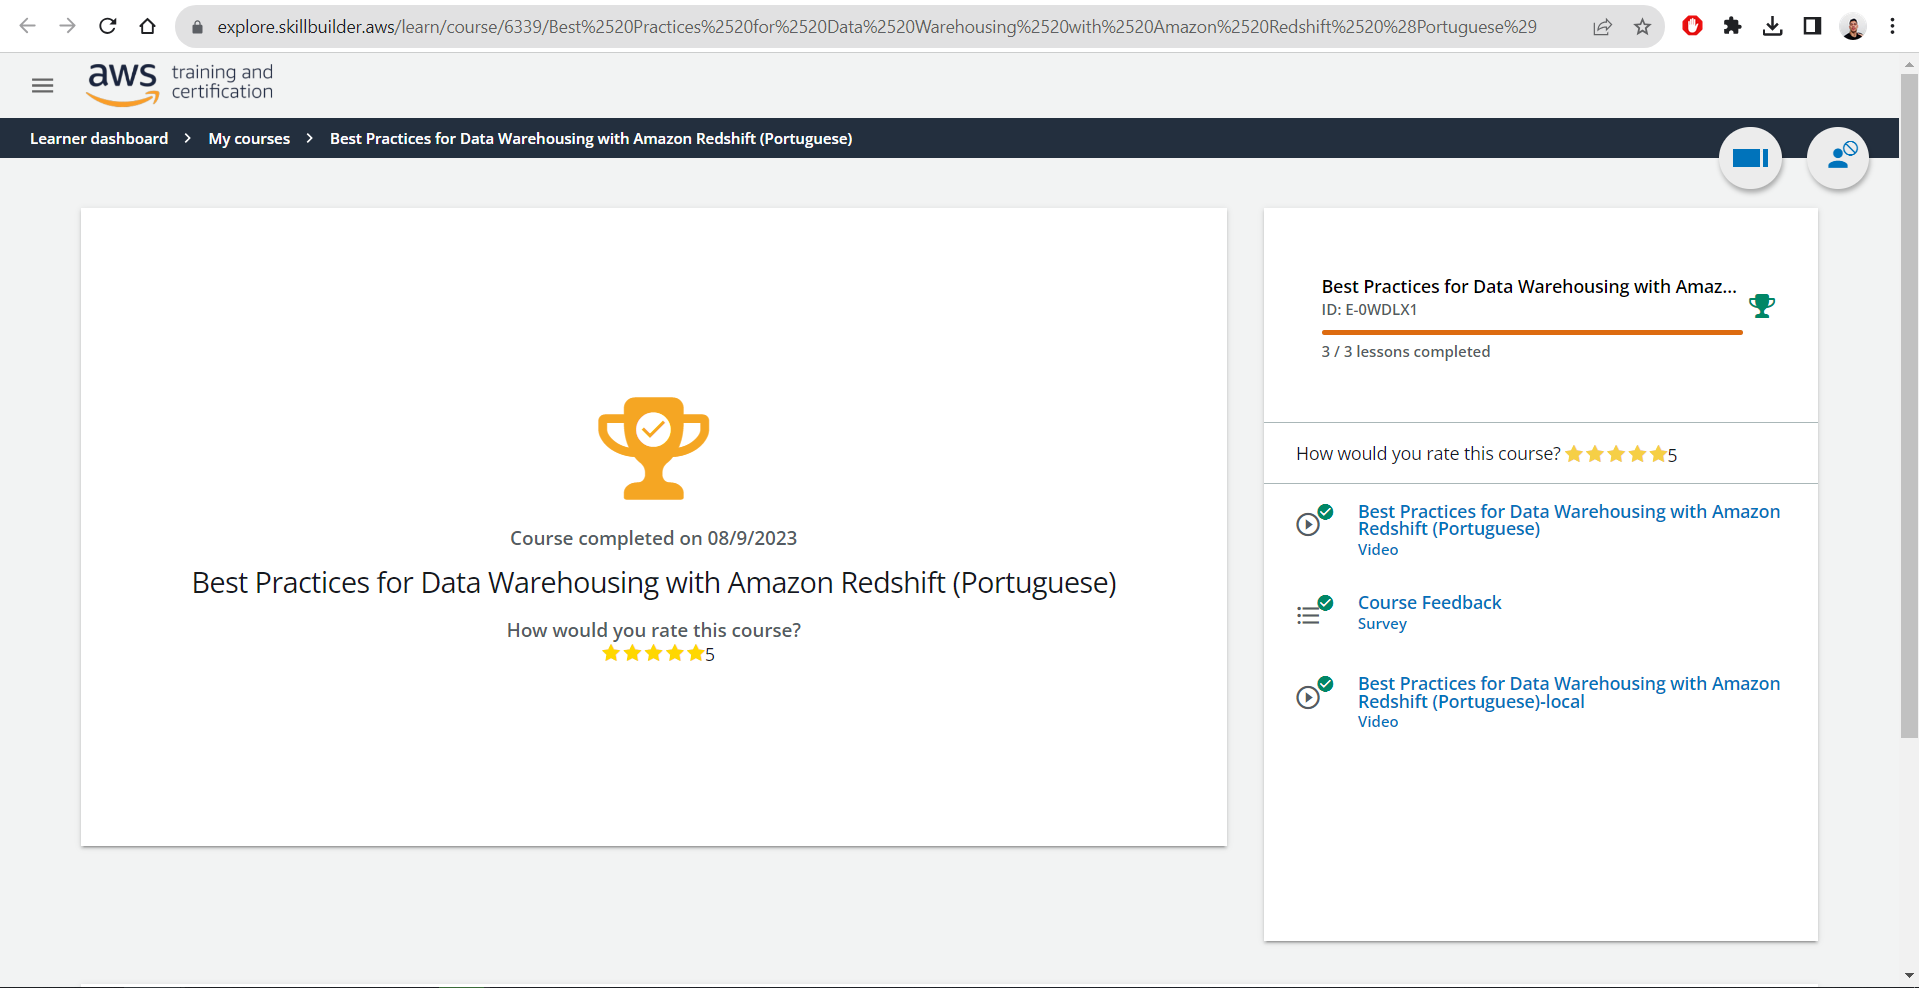 explore.skillbuilder.aws/learn/course/6339/Best%2520Practices%2520for%2520Data%2520Warehousing%2520with%2520Amazon%2520Redshift%2520%28Portuguese%29
aws training and
certification
Learner dashboard > My courses > Best Practices for Data Warehousing with Amazon Redshift (Portuguese)
Course completed on 08/9/2023
Best Practices for Data Warehousing with Amazon Redshift (Portuguese)
How would you rate this course?
5
Best Practices for Data Warehousing with Amaz...
ID: E-0WDLX1
3 / 3 lessons completed
How would you rate this course? 5
Best Practices for Data Warehousing with Amazon
Redshift (Portuguese)
Video
Course Feedback
Survey
Best Practices for Data Warehousing with Amazon
Redshift (Portuguese)-local
Video